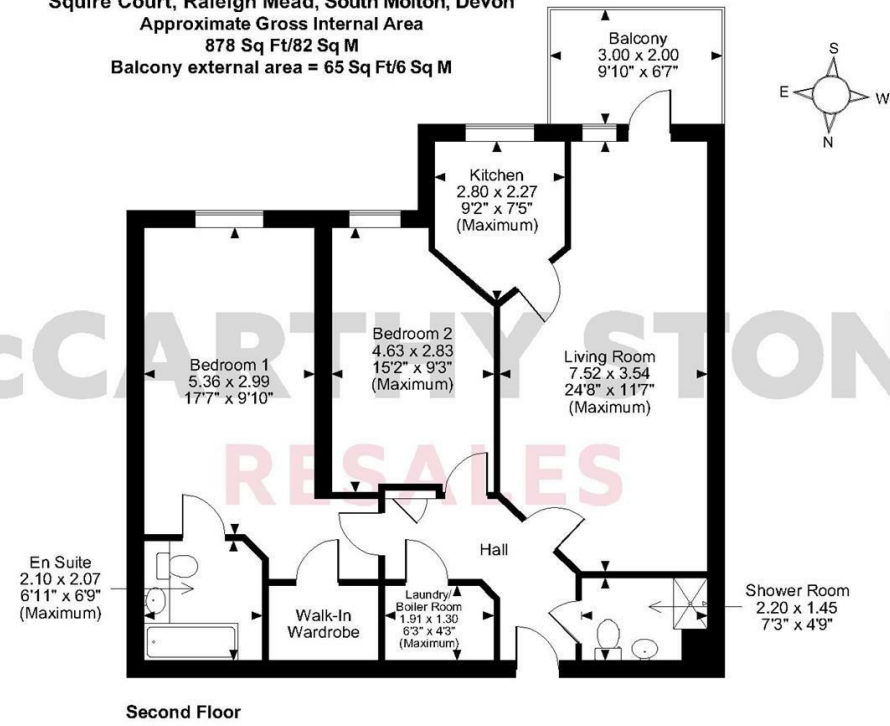 Squire Court, Raleigh Mead, South Molton, Devon
Approximate Gross Internal Area
878 Sq Ft/82 Sq M
Balcony external area = 65 Sq Ft/6 Sq M
Balcony
3.00 x 2.00
9'10" x 6'7"
S
E
W
N
Kitchen
2.80 x 2.27
9'2" x 7'5"
(Maximum)
Bedroom 1
5.36 x 2.99
17'7" x 9'10"
Bedroom 2
4.63 x 2.83
15'2" x 9'3"
(Maximum)
Living Room
7.52 x 3.54
24'8" x 11'7"
(Maximum)
cCARTHY STON
RESALES
Hall
En Suite
2.10 x 2.07
6'11" x 6'9"
(Maximum)
Walk-In
Wardrobe
Laundry/
Boiler Room
1.91 x 1.30
6'3" x 4'3"
(Maximum)
Shower Room
2.20 x 1.45
7'3" x 4'9"
Second Floor